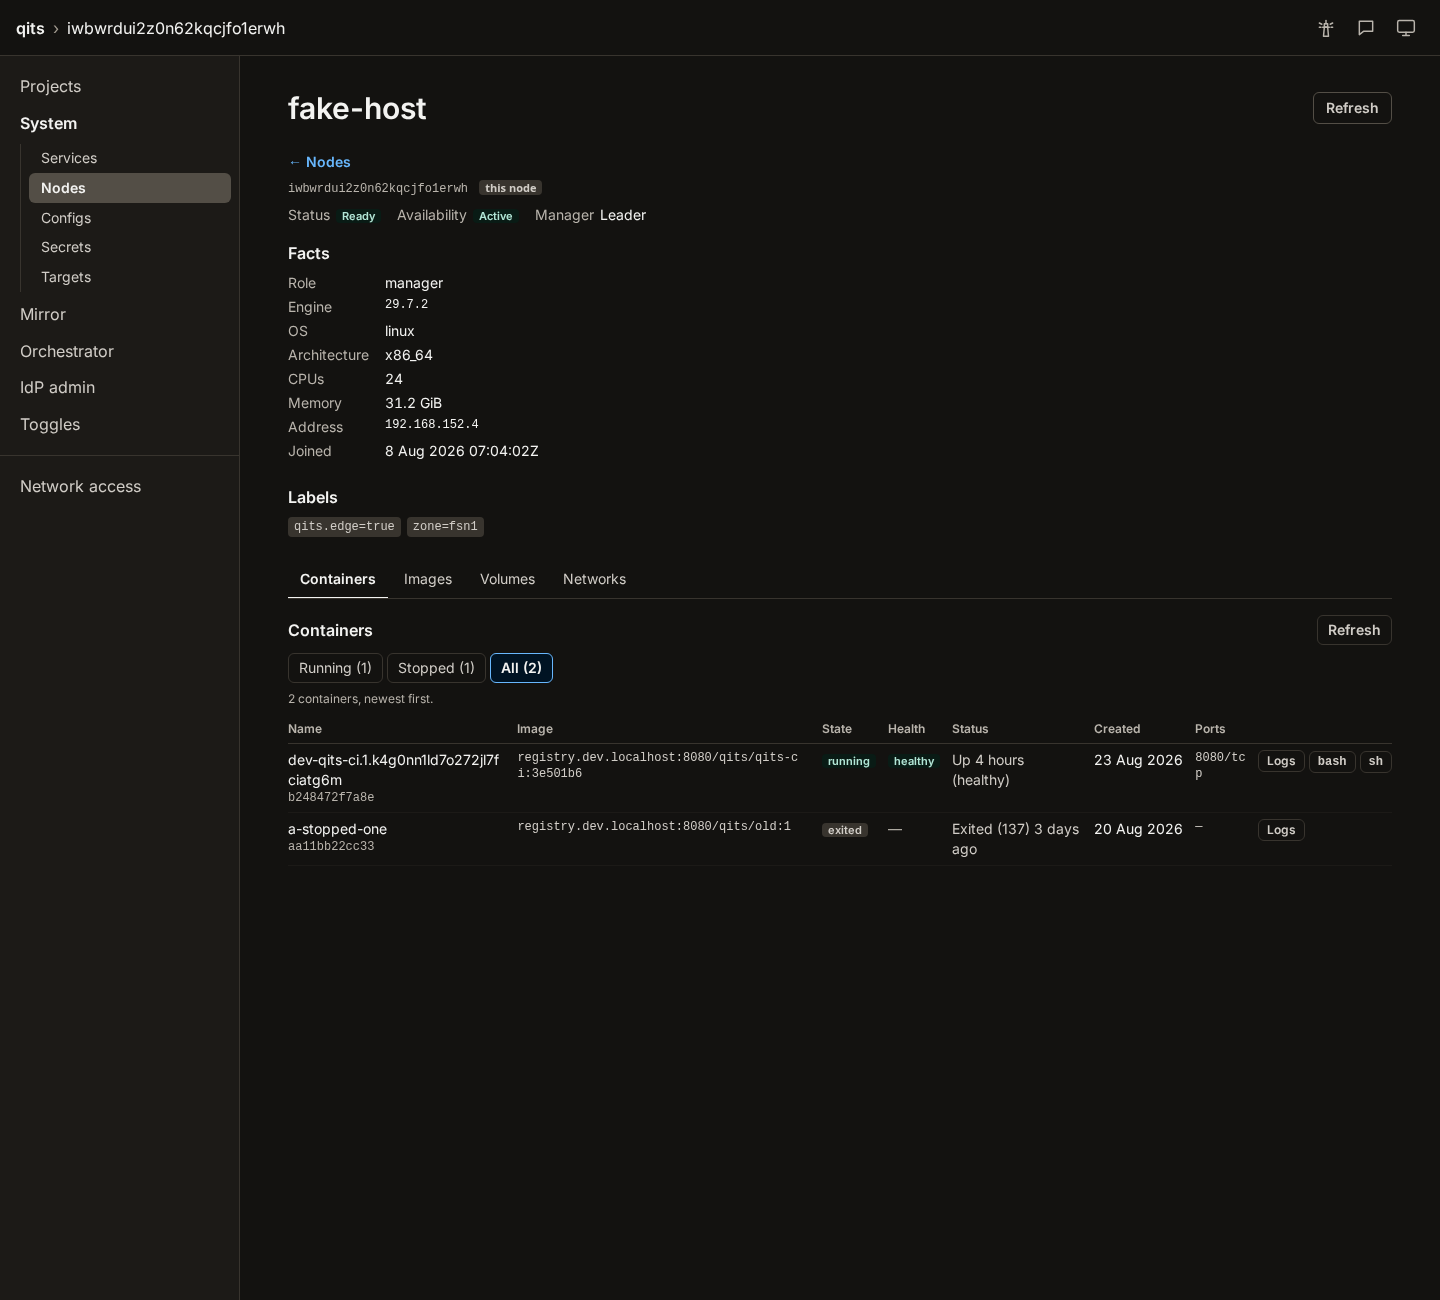 qits › iwbwrdui2z0n62kqcjfo1erwh
Projects
System
Services
Nodes
Configs
Secrets
Targets
Mirror
Orchestrator
IdP admin
Toggles
Network access
fake-host
Refresh
← Nodes
iwbwrdui2z0n62kqcjfo1erwh this node
Status Ready Availability Active Manager Leader
Facts
Role manager
Engine 29.7.2
OS linux
Architecture x86_64
CPUs 24
Memory 31.2 GiB
Address 192.168.152.4
Joined 8 Aug 2026 07:04:02Z
Labels
qits.edge=true zone=fsn1
Containers Images Volumes Networks
Containers
Refresh
Running (1) Stopped (1) All (2)
2 containers, newest first.
Name Image State Health Status Created Ports
dev-qits-ci.1.k4g0nn1ld7o272jl7f registry.dev.localhost:8080/qits/qits-c running healthy Up 4 hours 23 Aug 2026 8080/tc Logs bash sh
ciatg6m i:3e501b6 (healthy) p
b248472f7a8e
a-stopped-one registry.dev.localhost:8080/qits/old:1 exited — Exited (137) 3 days 20 Aug 2026 — Logs
aa11bb22cc33 ago